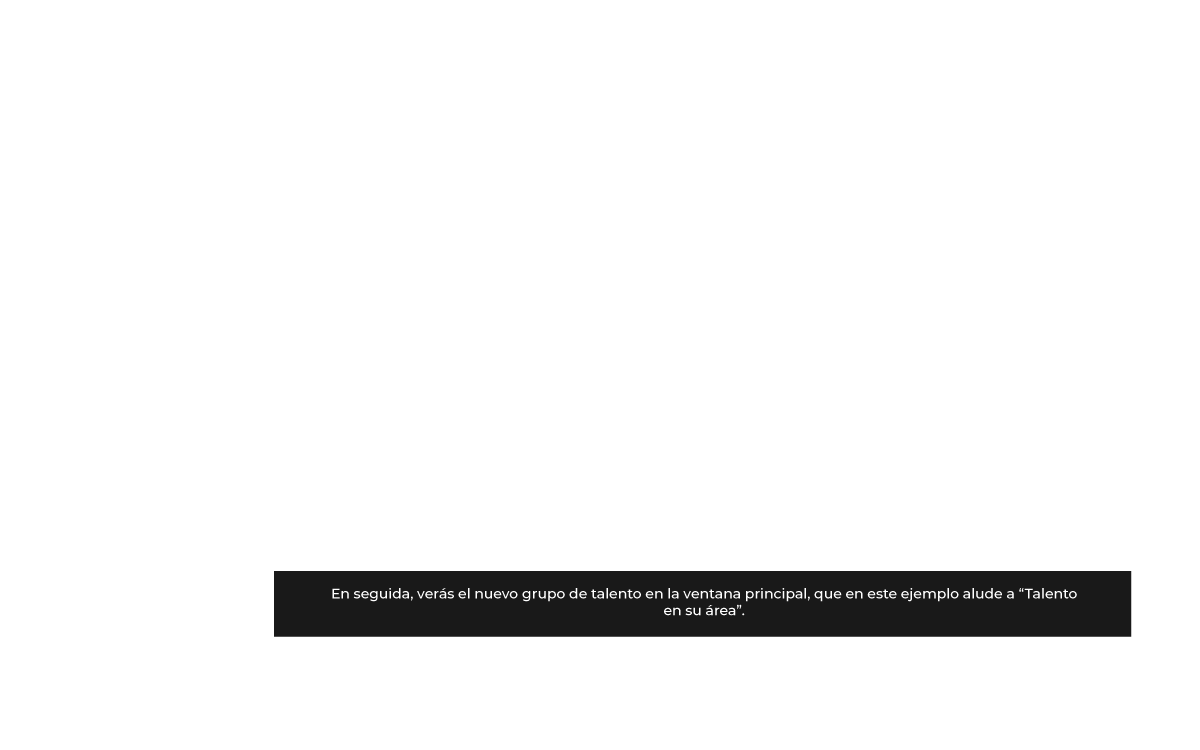 En seguida, verás el nuevo grupo de talento en la ventana principal, que en este ejemplo alude a “Talento
en su área”.